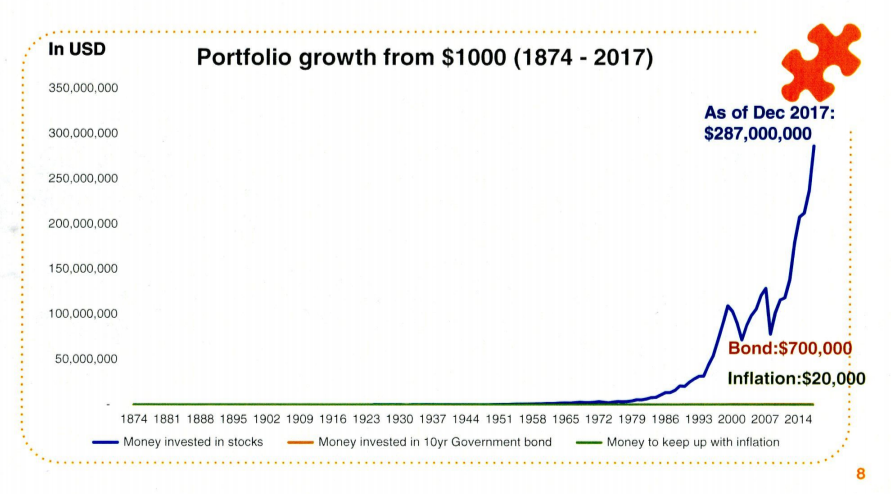 In USD
Portfolio growth from $1000 (1874 - 2017)
350,000,000
As of Dec 2017:
$287,000,000
300,000,000
250,000,000
200,000,000
150,000,000
100,000,000
Bond:$700,000
50,000,000
Inflation:$20,000
-
1874 1881 1888 1895 1902 1909 1916 1923 1930 1937 1944 1951 1958 1965 1972 1979 1986 1993 2000 2007 2014
Money invested in stocks Money invested in 10yr Government bond Money to keep up with inflation
8